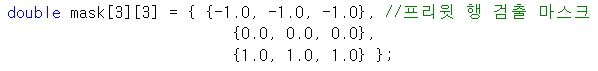 double mask[3][3] = { {-1.0, -1.0, -1.0}, //프리윗 행 검출 마스크
{0.0, 0.0, 0.0},
{1.0, 1.0, 1.0} };